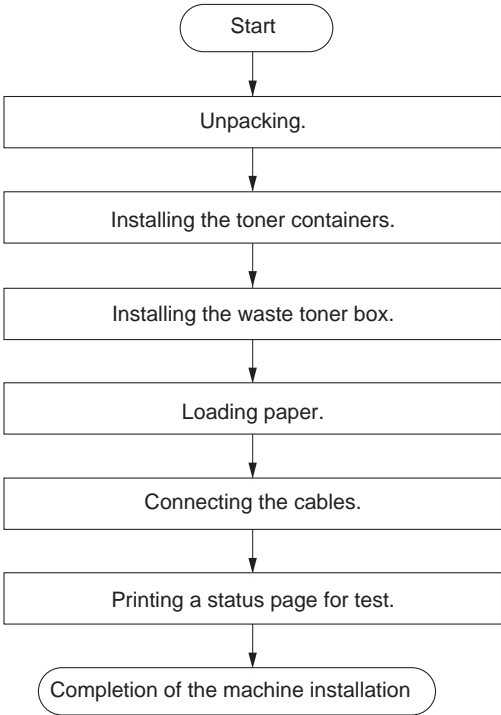 Start
Unpacking.
Installing the toner containers.
Installing the waste toner box.
Loading paper.
Connecting the cables.
Printing a status page for test.
Completion of the machine installation